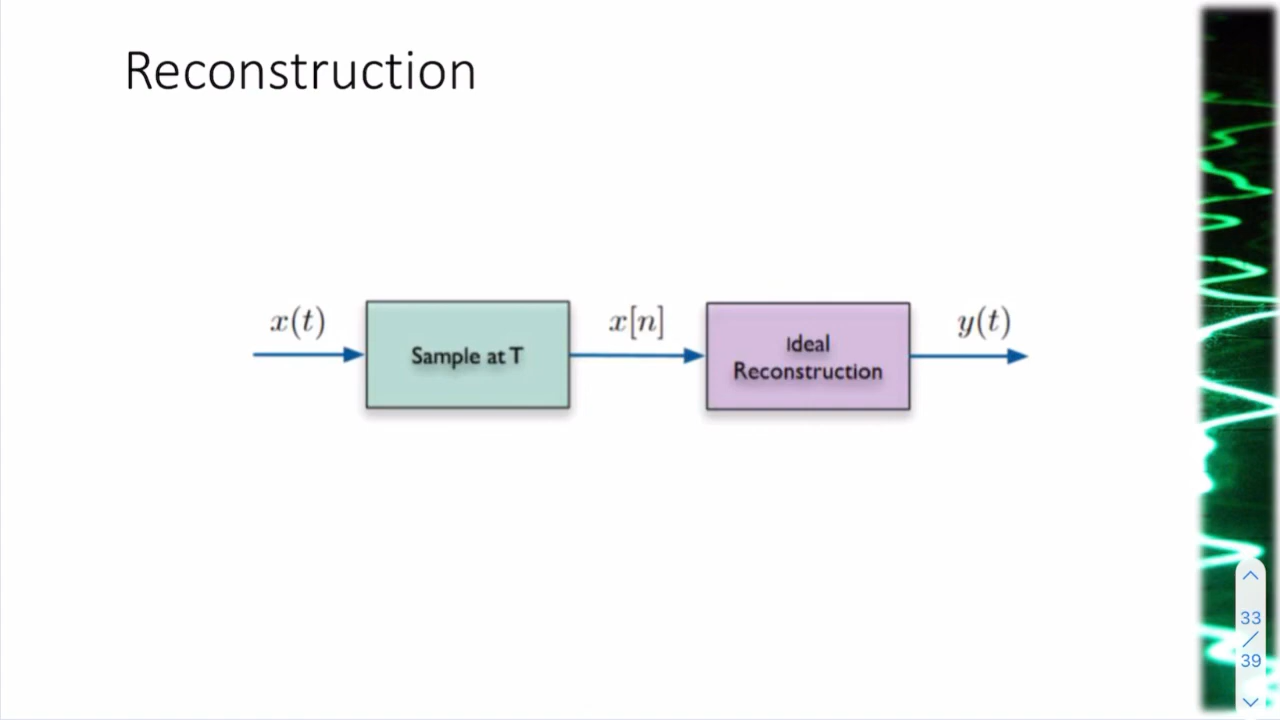 Reconstruction
x(t)
Sample at T
x[n]
Ideal
Reconstruction
y(t)
33
/
39